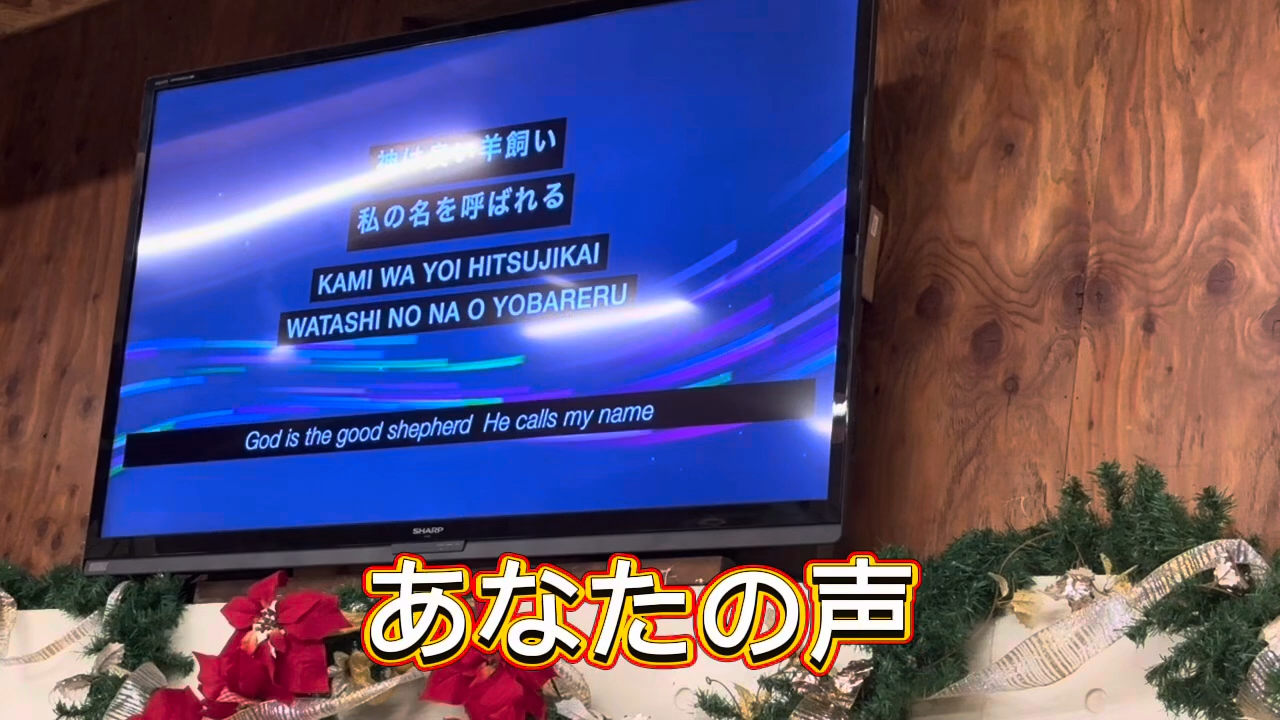 神は良い羊飼い
私の名を呼ばれる
KAMI WA YOI HITSUJIKAI
WATASHI NO NA O YOBARERU
God is the good shepherd He calls my name
SHARP
あなたの声